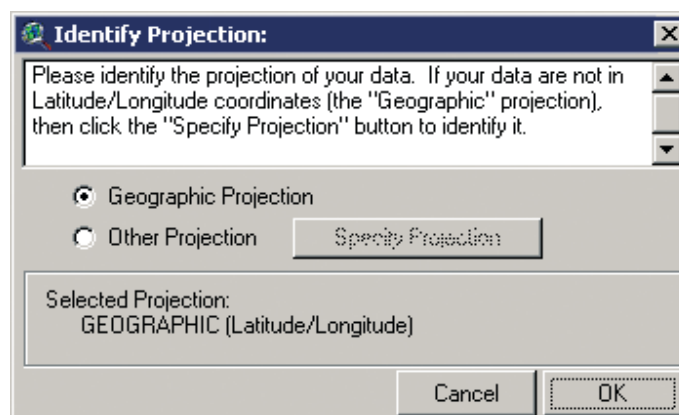 Identify Projection:
Please identify the projection of your data. If your data are not in
Latitude/Longitude coordinates (the "Geographic" projection),
then click the "Specify Projection" button to identify it.
Geographic Projection
Other Projection
Specify Projection
Selected Projection:
GEOGRAPHIC (Latitude/Longitude)
Cancel
OK